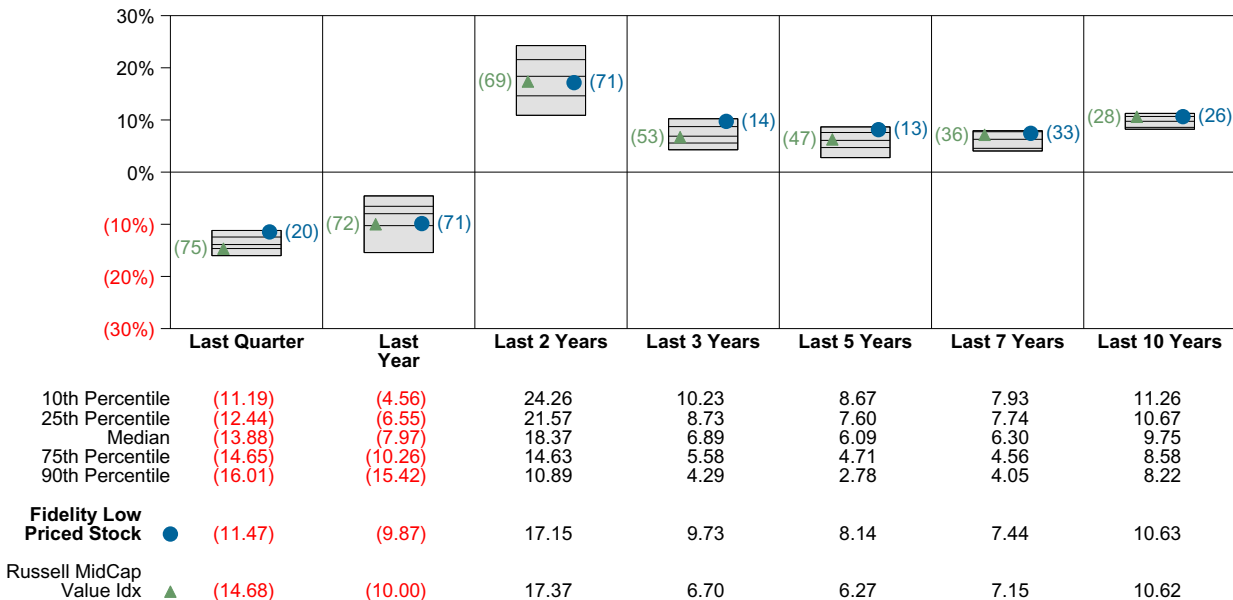 30%
20%
10%
0%
(10%)
(20%)
(30%)
(75) (20)
(72) (71)
(69) (71)
(53) (14)
(47) (13)
(36) (33)
(28) (26)
Last Quarter Last Year Last 2 Years Last 3 Years Last 5 Years Last 7 Years Last 10 Years
10th Percentile (11.19) (4.56) 24.26 10.23 8.67 7.93 11.26
25th Percentile (12.44) (6.55) 21.57 8.73 7.60 7.74 10.67
Median (13.88) (7.97) 18.37 6.89 6.09 6.30 9.75
75th Percentile (14.65) (10.26) 14.63 5.58 4.71 4.56 8.58
90th Percentile (16.01) (15.42) 10.89 4.29 2.78 4.05 8.22
Fidelity Low
Priced Stock (11.47) (9.87) 17.15 9.73 8.14 7.44 10.63
Russell MidCap
Value Idx (14.68) (10.00) 17.37 6.70 6.27 7.15 10.62